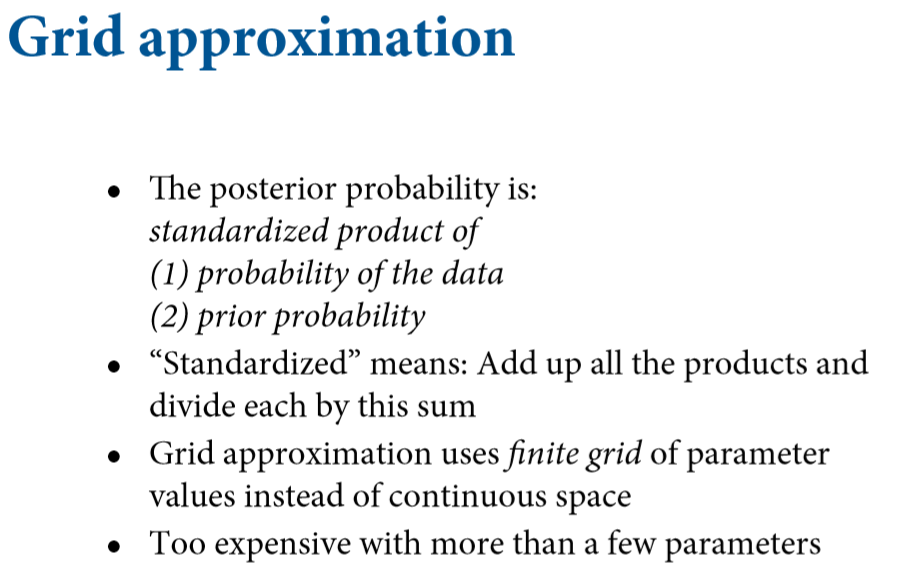 Grid approximation
• The posterior probability is:
standardized product of
(1) probability of the data
(2) prior probability
• “Standardized” means: Add up all the products and
divide each by this sum
• Grid approximation uses finite grid of parameter
values instead of continuous space
• Too expensive with more than a few parameters